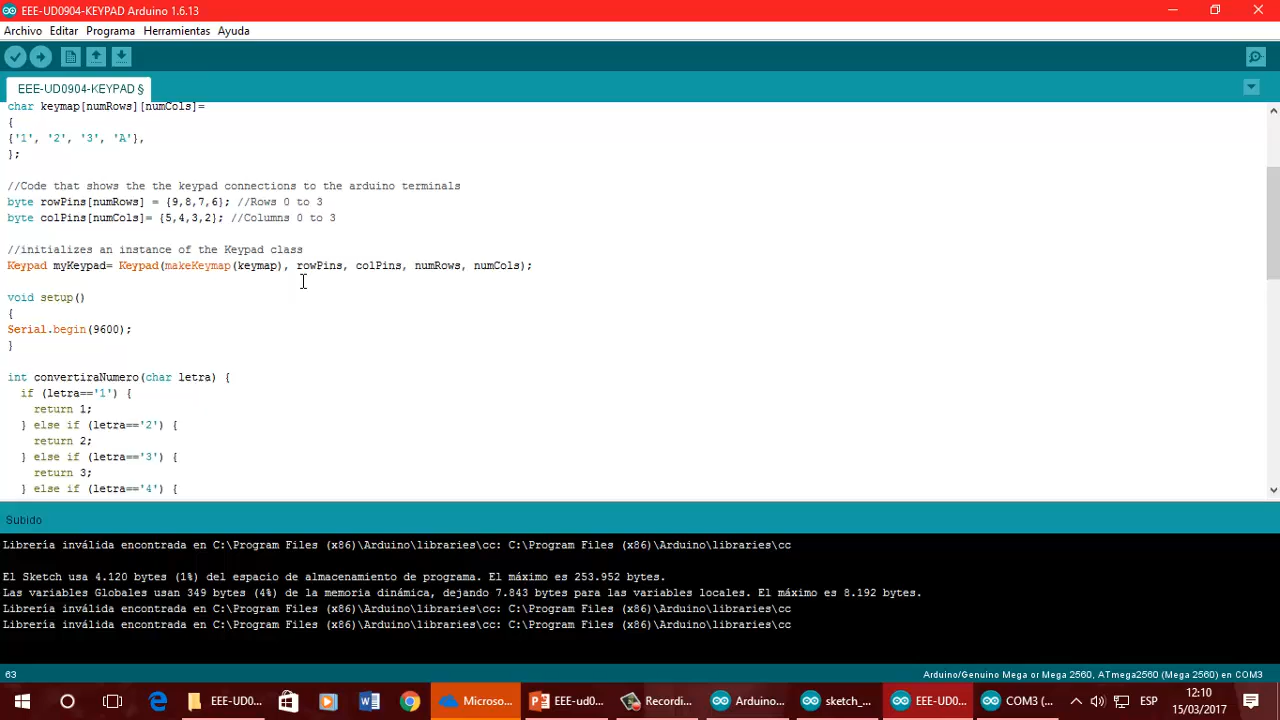 EEE-UD0904-KEYPAD Arduino 1.6.13
Archivo Editar Programa Herramientas Ayuda
EEE-UD0904-KEYPAD §
char keymap[numRows][numCols]=
{
{'1', '2', '3', 'A'},
};
//Code that shows the the keypad connections to the arduino terminals
byte rowPins[numRows] = {9,8,7,6}; //Rows 0 to 3
byte colPins[numCols]= {5,4,3,2}; //Columns 0 to 3
//initializes an instance of the Keypad class
Keypad myKeypad= Keypad(makeKeymap(keymap), rowPins, colPins, numRows, numCols);
void setup()
{
Serial.begin(9600);
}
int convertiraNumero(char letra) {
if (letra=='1') {
return 1;
} else if (letra=='2') {
return 2;
} else if (letra=='3') {
return 3;
} else if (letra=='4') {
Subido
Librería inválida encontrada en C:\Program Files (x86)\Arduino\libraries\cc: C:\Program Files (x86)\Arduino\libraries\cc
El Sketch usa 4.120 bytes (1%) del espacio de almacenamiento de programa. El máximo es 253.952 bytes.
Las variables Globales usan 349 bytes (4%) de la memoria dinámica, dejando 7.843 bytes para las variables locales. El máximo es 8.192 bytes.
Librería inválida encontrada en C:\Program Files (x86)\Arduino\libraries\cc: C:\Program Files (x86)\Arduino\libraries\cc
Librería inválida encontrada en C:\Program Files (x86)\Arduino\libraries\cc: C:\Program Files (x86)\Arduino\libraries\cc
63 Arduino/Genuino Mega or Mega 2560, ATmega2560 (Mega 2560) en COM3
EEE-UD0... Microso... EEE-ud0... Recordi... Arduino... sketch_... EEE-UD0... COM3 (... ESP 12:10
15/03/2017